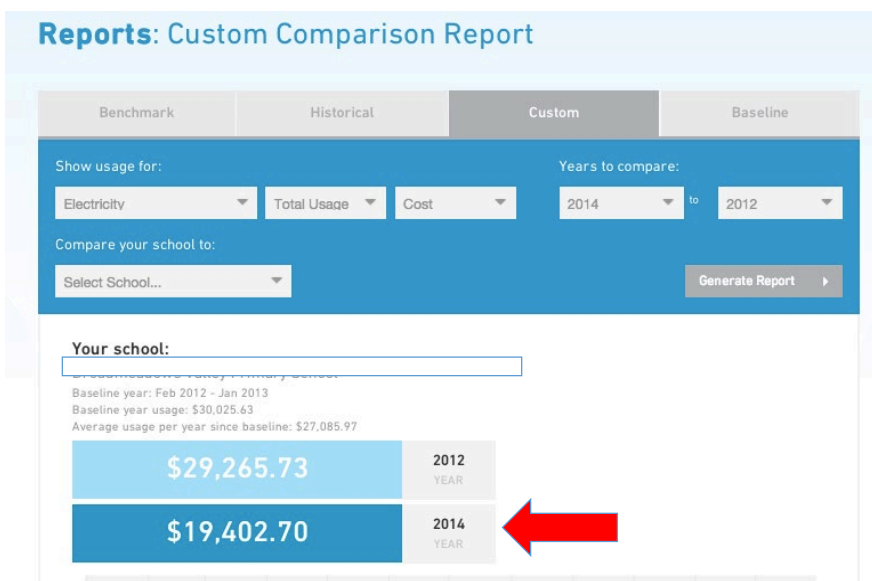 Reports: Custom Comparison Report
Benchmark Historical Custom Baseline
Show usage for: Years to compare:
Electricity Total Usage Cost 2014 to 2012
Compare your school to:
Select School... Generate Report
Your school:
Primary School
Baseline year: Feb 2012 - Jan 2013
Baseline year usage: $30,025.63
Average usage per year since baseline: $27,085.97
$29,265.73 2012
YEAR
$19,402.70 2014
YEAR